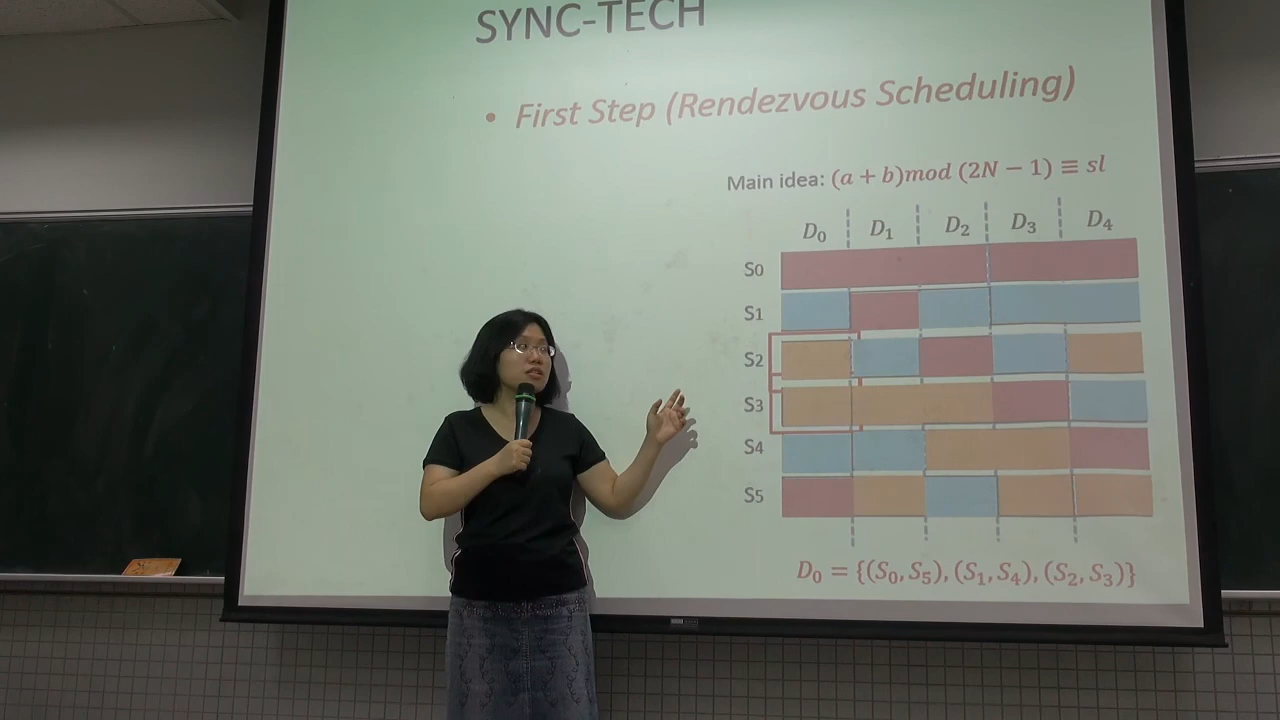 SYNC-TECH
• First Step (Rendezvous Scheduling)
Main idea: (a + b)mod (2N − 1) ≡ sl
D₀ D₁ D₂ D₃ D₄
S0
S1
S2
S3
S4
S5
D₀ = {(S₀, S₅), (S₁, S₄), (S₂, S₃)}